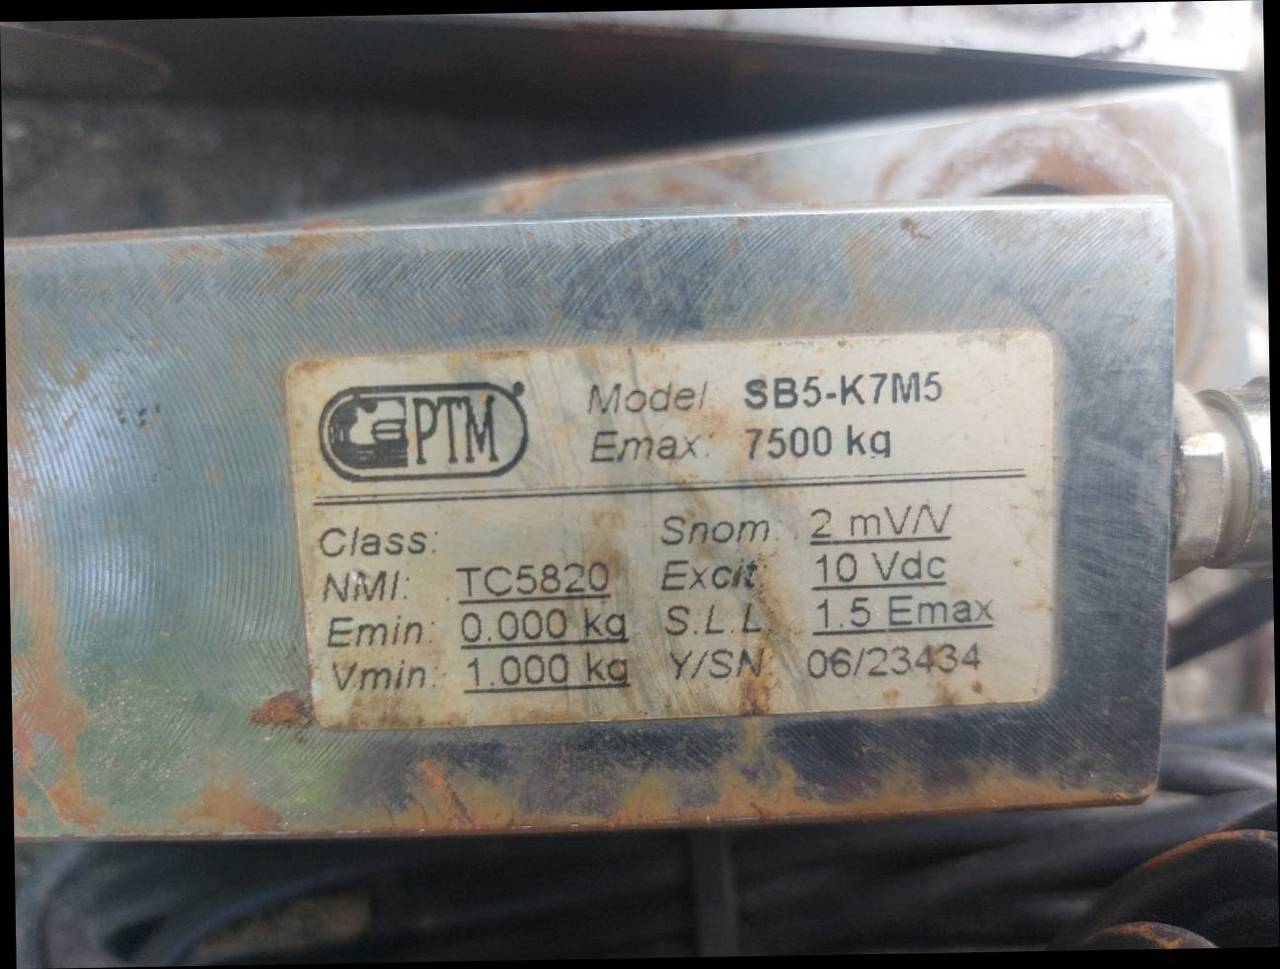 PTM
Model SB5-K7M5
Emax: 7500 kg
Class: Snom: 2 mV/V
NMI: TC5820 Excit: 10 Vdc
Emin: 0.000 kg S.L.L 1.5 Emax
Vmin: 1.000 kg Y/SN: 06/23434